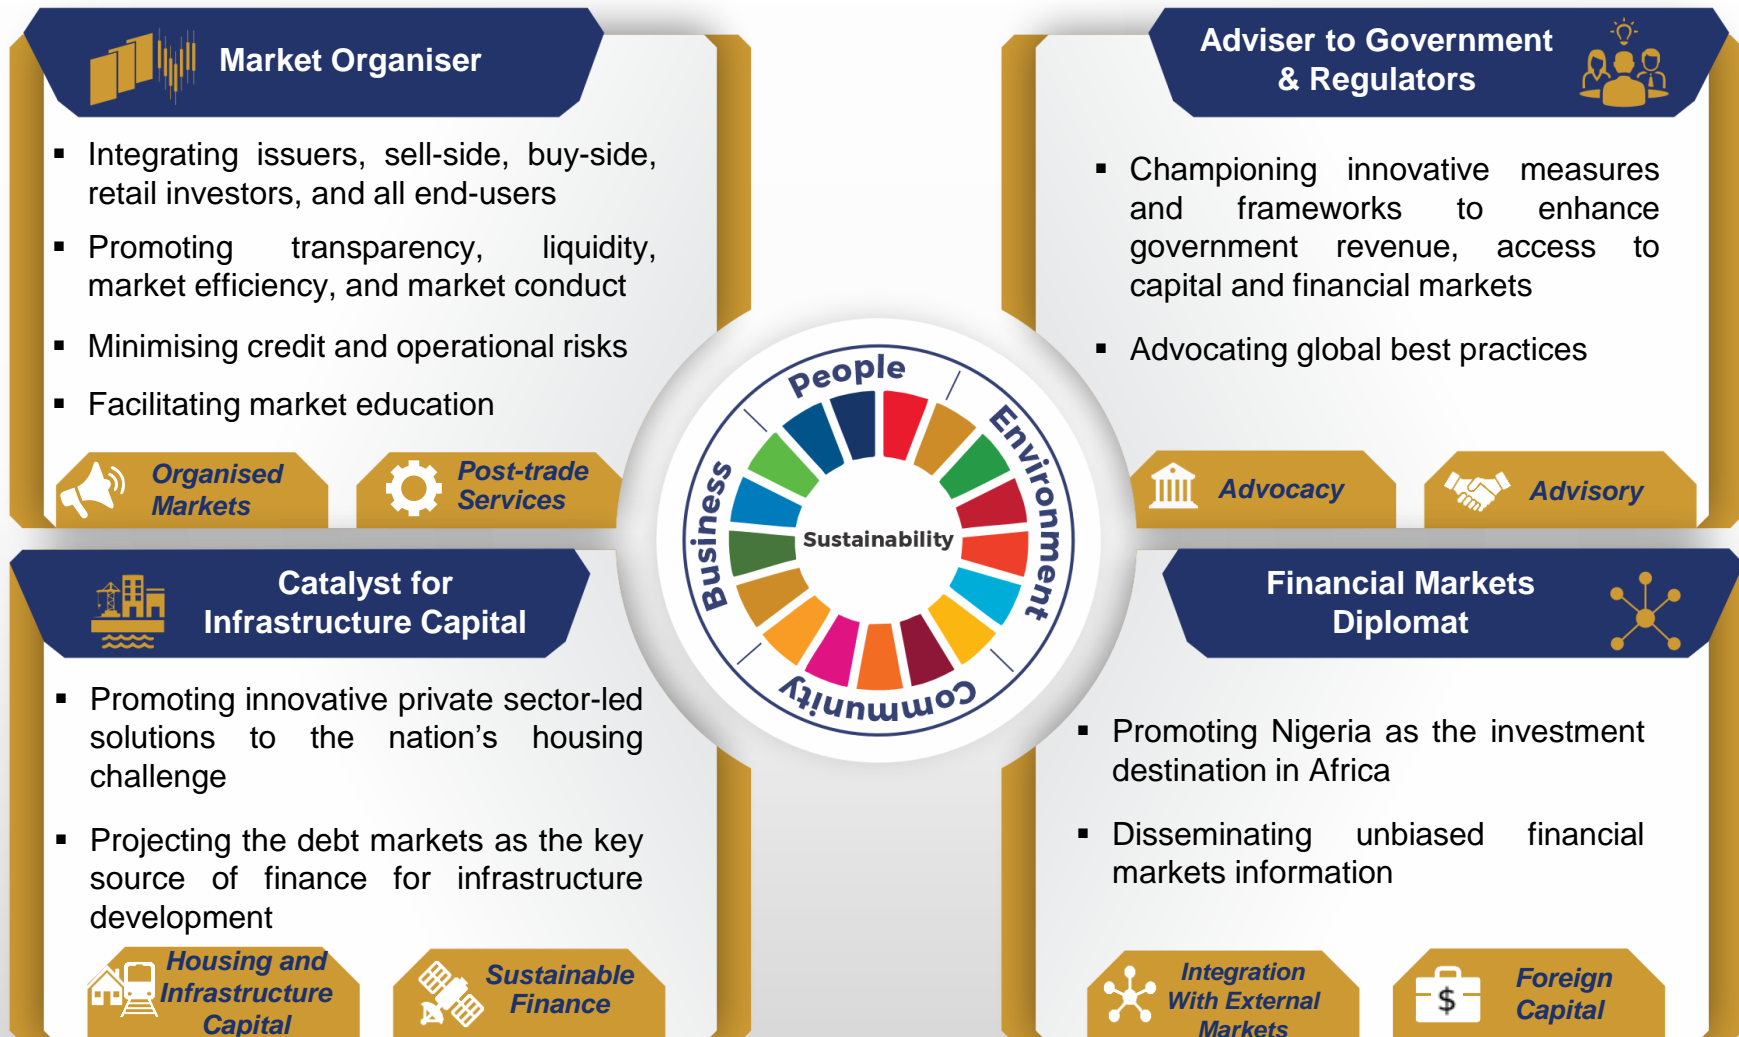 Market Organiser
Integrating issuers, sell-side, buy-side,
retail investors, and all end-users
Promoting transparency, liquidity,
market efficiency, and market conduct
Minimising credit and operational risks
Facilitating market education
Organised
Markets
Post-trade
Services
Adviser to Government
& Regulators
Championing innovative measures
and frameworks to enhance
government revenue, access to
capital and financial markets
Advocating global best practices
Advocacy
Advisory
People
Environment
Community
Business
Sustainability
Catalyst for
Infrastructure Capital
Promoting innovative private sector-led
solutions to the nation’s housing
challenge
Projecting the debt markets as the key
source of finance for infrastructure
development
Housing and
Infrastructure
Capital
Sustainable
Finance
Financial Markets
Diplomat
Promoting Nigeria as the investment
destination in Africa
Disseminating unbiased financial
markets information
Integration
With External
Markets
$
Foreign
Capital